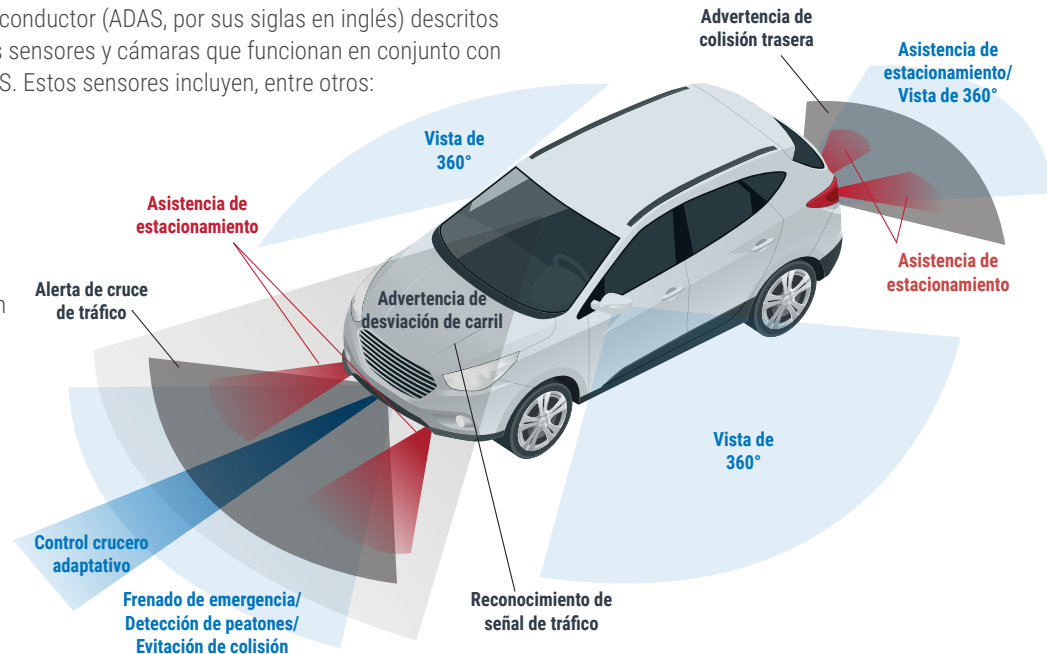 conductor (ADAS, por sus siglas en inglés) descritos
sensores y cámaras que funcionan en conjunto con
Estos sensores incluyen, entre otros:
Advertencia de
colisión trasera
Asistencia de
estacionamiento/
Vista de 360°
Vista de
360°
Asistencia de
estacionamiento
Asistencia de
estacionamiento
Alerta de cruce
de tráfico
Advertencia de
desviación de carril
Vista de
360°
Control crucero
adaptativo
Frenado de emergencia/
Detección de peatones/
Evitación de colisión
Reconocimiento de
señal de tráfico